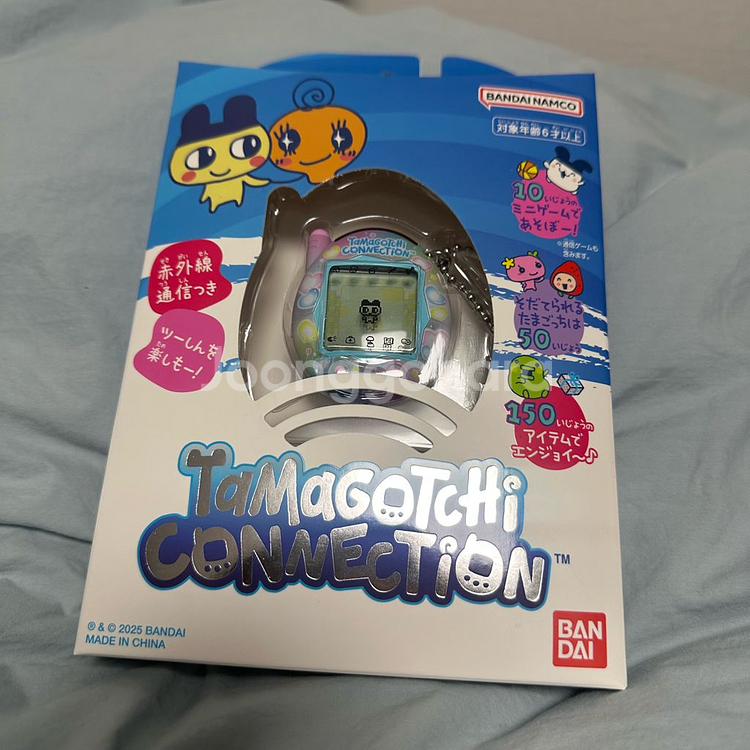 BANDAI NAMCO
対象年齢6才以上
10いじょうの
ミニゲームで
あそぼー!
※通信ゲームも
含みます。
TAMAGOTCHI
CONNECTION
赤外線
通信つき
ツーしんを
楽しもー!
そだてられる
たまごっちは
50いじょう
150いじょうの
アイテムで
エンジョイ〜♪
joonggonara
TAMAGOTCHI
CONNECTION™
® & © 2025 BANDAI
MADE IN CHINA
BAN
DAI